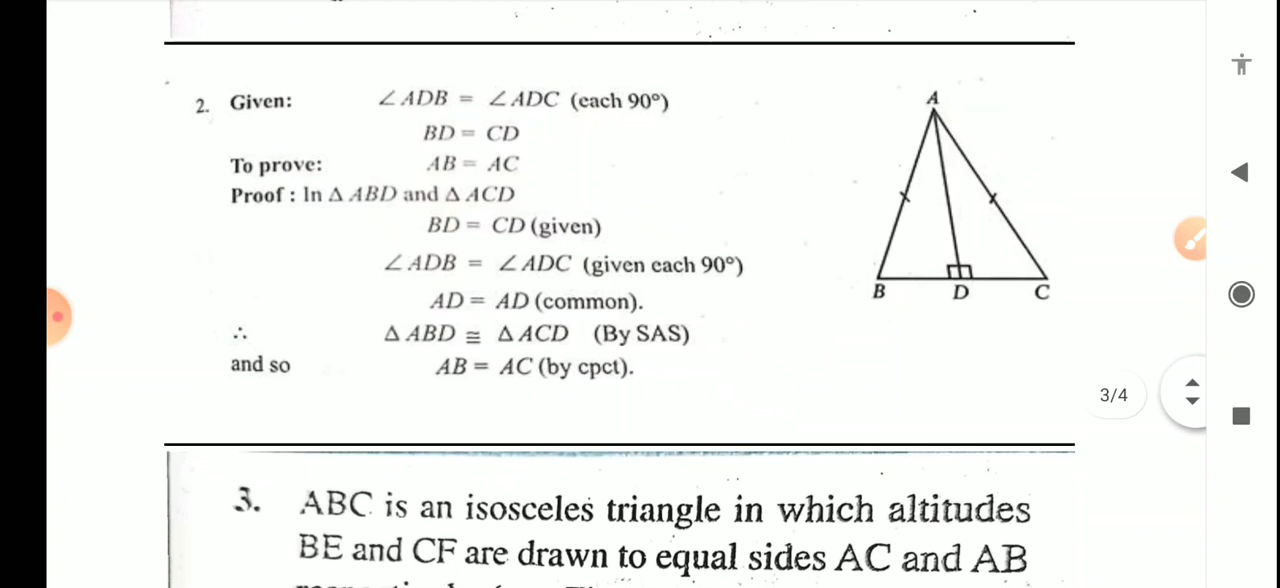 2. Given: ∠ADB = ∠ADC (each 90°)
BD = CD
To prove: AB = AC
Proof : In Δ ABD and Δ ACD
BD = CD (given)
∠ADB = ∠ADC (given each 90°)
AD = AD (common).
∴ Δ ABD ≅ Δ ACD (By SAS)
and so AB = AC (by cpct).
A
B D C
3/4
3. ABC is an isosceles triangle in which altitudes
BE and CF are drawn to equal sides AC and AB